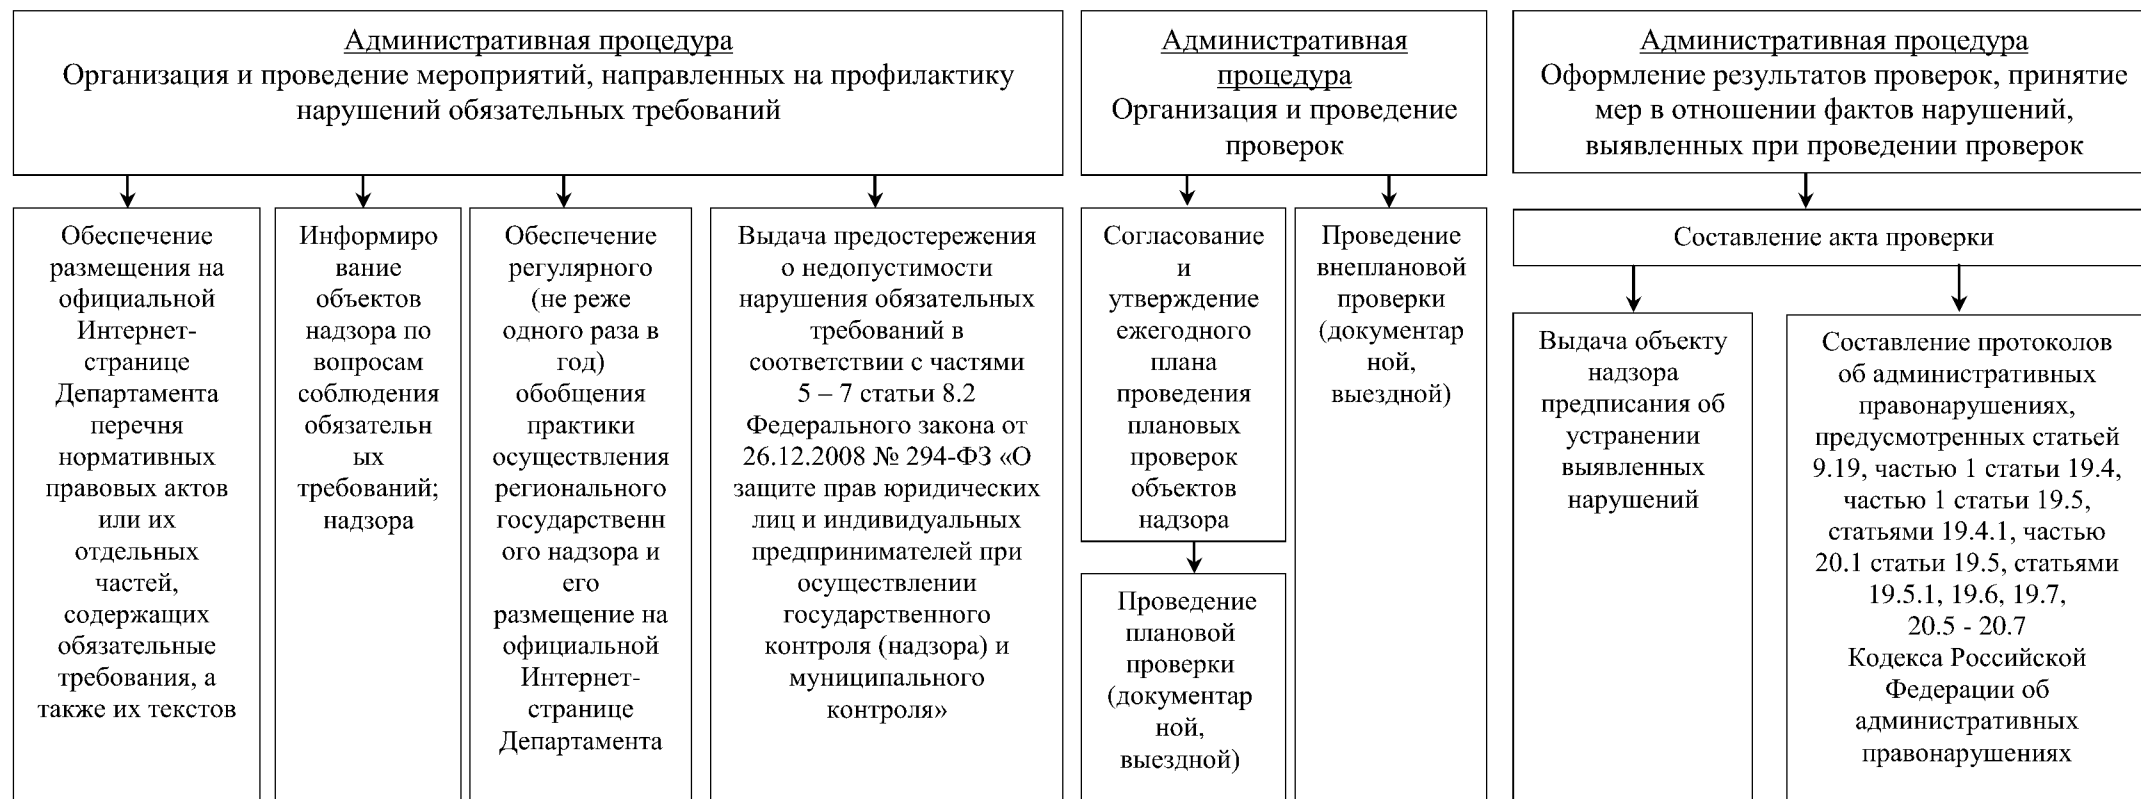 Административная процедура
Организация и проведение мероприятий, направленных на профилактику
нарушений обязательных требований
Административная
процедура
Организация и проведение
проверок
Административная процедура
Оформление результатов проверок, принятие
мер в отношении фактов нарушений,
выявленных при проведении проверок
Обеспечение
размещения на
официальной
Интернет-
странице
Департамента
перечня
нормативных
правовых актов
или их
отдельных
частей,
содержащих
обязательные
требования, а
также их текстов
Информиро
вание
объектов
надзора по
вопросам
соблюдения
обязательн
ых
требований;
надзора
Обеспечение
регулярного
(не реже
одного раза в
год)
обобщения
практики
осуществления
регионального
государственн
ого надзора и
его
размещение на
официальной
Интернет-
странице
Департамента
Выдача предостережения
о недопустимости
нарушения обязательных
требований в
соответствии с частями
5 – 7 статьи 8.2
Федерального закона от
26.12.2008 № 294-ФЗ «О
защите прав юридических
лиц и индивидуальных
предпринимателей при
осуществлении
государственного
контроля (надзора) и
муниципального
контроля»
Согласование
и
утверждение
ежегодного
плана
проведения
плановых
проверок
объектов
надзора
Проведение
плановой
проверки
(документар
ной,
выездной)
Проведение
внеплановой
проверки
(документар
ной,
выездной)
Составление акта проверки
Выдача объекту
надзора
предписания об
устранении
выявленных
нарушений
Составление протоколов
об административных
правонарушениях,
предусмотренных статьей
9.19, частью 1 статьи 19.4,
частью 1 статьи 19.5,
статьями 19.4.1, частью
20.1 статьи 19.5, статьями
19.5.1, 19.6, 19.7,
20.5 - 20.7
Кодекса Российской
Федерации об
административных
правонарушениях